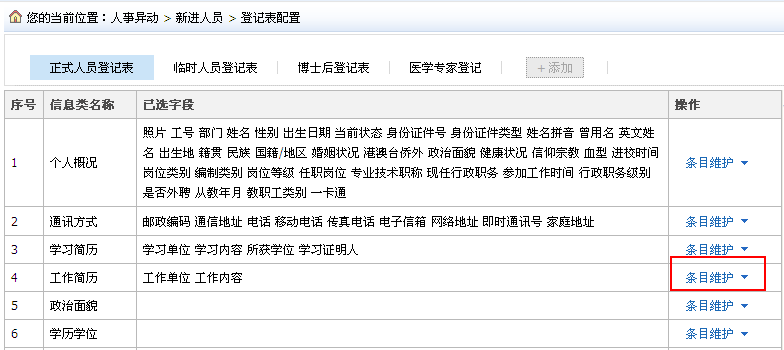 您的当前位置：人事异动 > 新进人员 > 登记表配置
正式人员登记表 临时人员登记表 博士后登记表 医学专家登记 +添加
序号 信息类名称 已选字段 操作
1 个人概况 照片 工号 部门 姓名 性别 出生日期 当前状态 身份证件号 身份证件类型 姓名拼音 曾用名 英文姓
名 出生地 籍贯 民族 国籍/地区 婚姻状况 港澳台侨外 政治面貌 健康状况 信仰宗教 血型 进校时间
岗位类别 编制类别 岗位等级 任职岗位 专业技术职称 现任行政职务 参加工作时间 行政职务级别
是否外聘 从教年月 教职工类别 一卡通 条目维护
2 通讯方式 邮政编码 通信地址 电话 移动电话 传真电话 电子信箱 网络地址 即时通讯号 家庭地址 条目维护
3 学习简历 学习单位 学习内容 所获学位 学习证明人 条目维护
4 工作简历 工作单位 工作内容 条目维护
5 政治面貌 条目维护
6 学历学位 条目维护